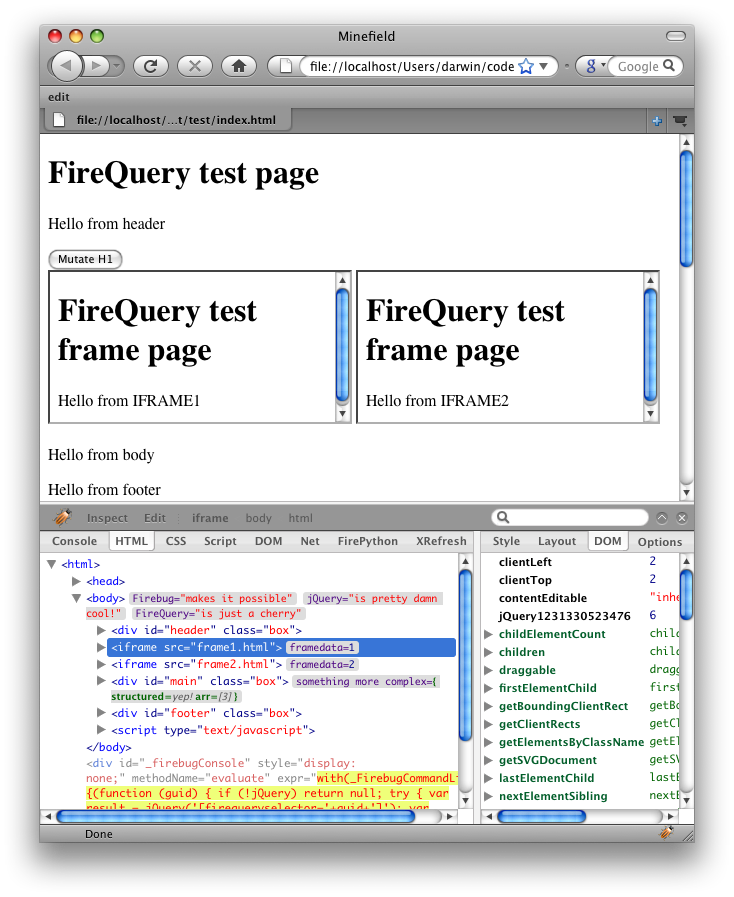 Minefield
file://localhost/Users/darwin/code
Google
edit
file://localhost/...t/test/index.html
FireQuery test page
Hello from header
Mutate H1
FireQuery test
frame page
Hello from IFRAME1
FireQuery test
frame page
Hello from IFRAME2
Hello from body
Hello from footer
Inspect Edit iframe body html
Console HTML CSS Script DOM Net FirePython XRefresh
<html>
<head>
<body> Firebug="makes it possible" jQuery="is pretty damn
cool!" FireQuery="is just a cherry"
<div id="header" class="box">
<iframe src="frame1.html"> framedata=1
<iframe src="frame2.html"> framedata=2
<div id="main" class="box"> something more complex={
structured=yep! arr=[3] }
<div id="footer" class="box">
<script type="text/javascript">
</body>
<div id="_firebugConsole" style="display:
none;" methodName="evaluate" expr="with(_FirebugCommandLi
{(function (guid) { if (!jQuery) return null; try { var
result = jQuery('[firequeryselector='+guid+']'); var
Style Layout DOM Options
clientLeft 2
clientTop 2
contentEditable "inhe
jQuery1231330523476 6
childElementCount chilc
children child
draggable dragg
firstElementChild first
getBoundingClientRect getBo
getClientRects getCl
getElementsByClassName getEl
getSVGDocument getSV
lastElementChild lastE
nextElementSibling nextE
Done